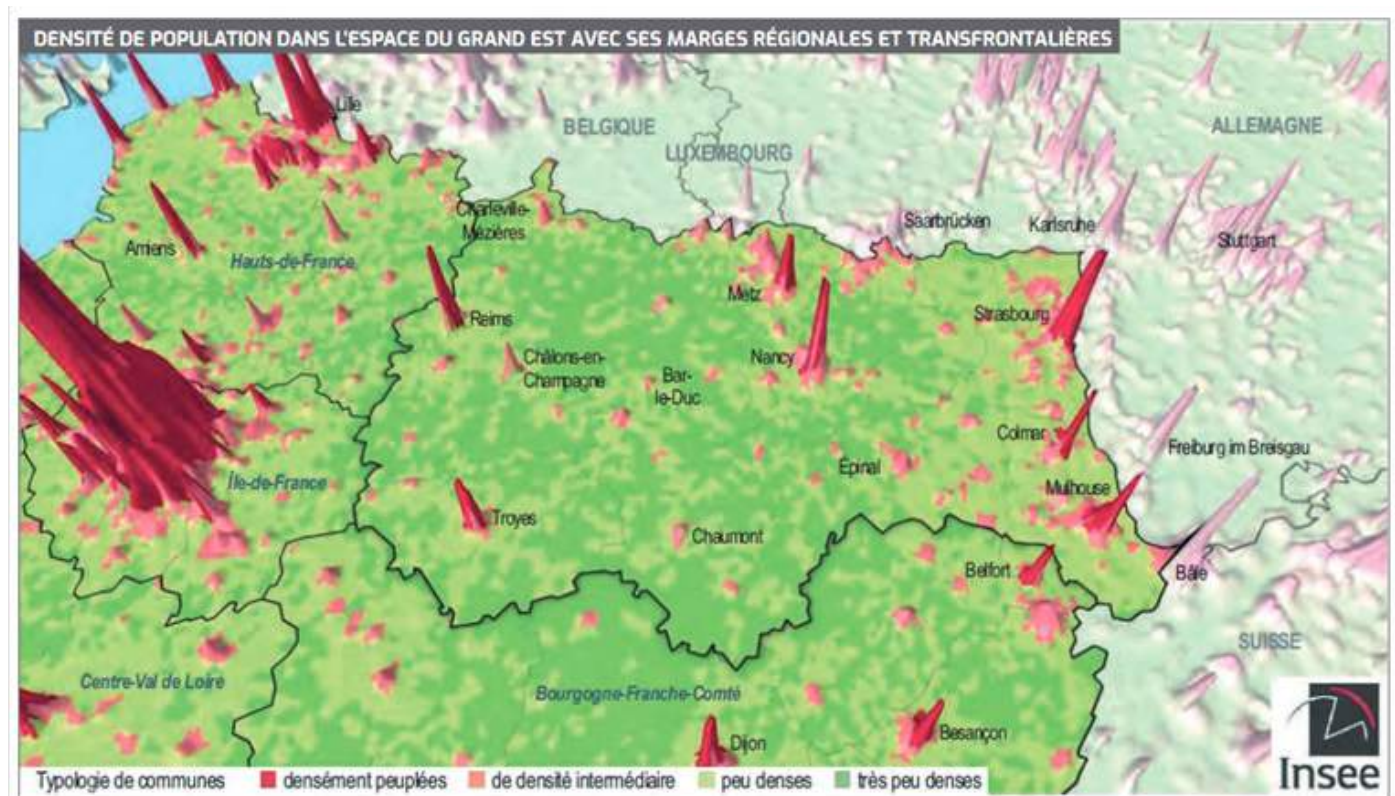 DENSITÉ DE POPULATION DANS L'ESPACE DU GRAND EST AVEC SES MARGES RÉGIONALES ET TRANSFRONTALIÈRES
Lille
BELGIQUE
ALLEMAGNE
LUXEMBOURG
Charleville-
Mézières
Saarbrücken
Karlsruhe
Stuttgart
Amiens
Hauts-de-France
Metz
Reims
Strasbourg
Nancy
Châlons-en-
Champagne
Bar-
le-Duc
Colmar
Freiburg im Breisgau
Épinal
Île-de-France
Mulhouse
Troyes
Chaumont
Belfort
Bâle
SUISSE
Centre-Val de Loire
Bourgogne-Franche-Comté
Dijon
Besançon
Typologie de communes
densément peuplées
de densité intermédiaire
peu denses
très peu denses
Insee